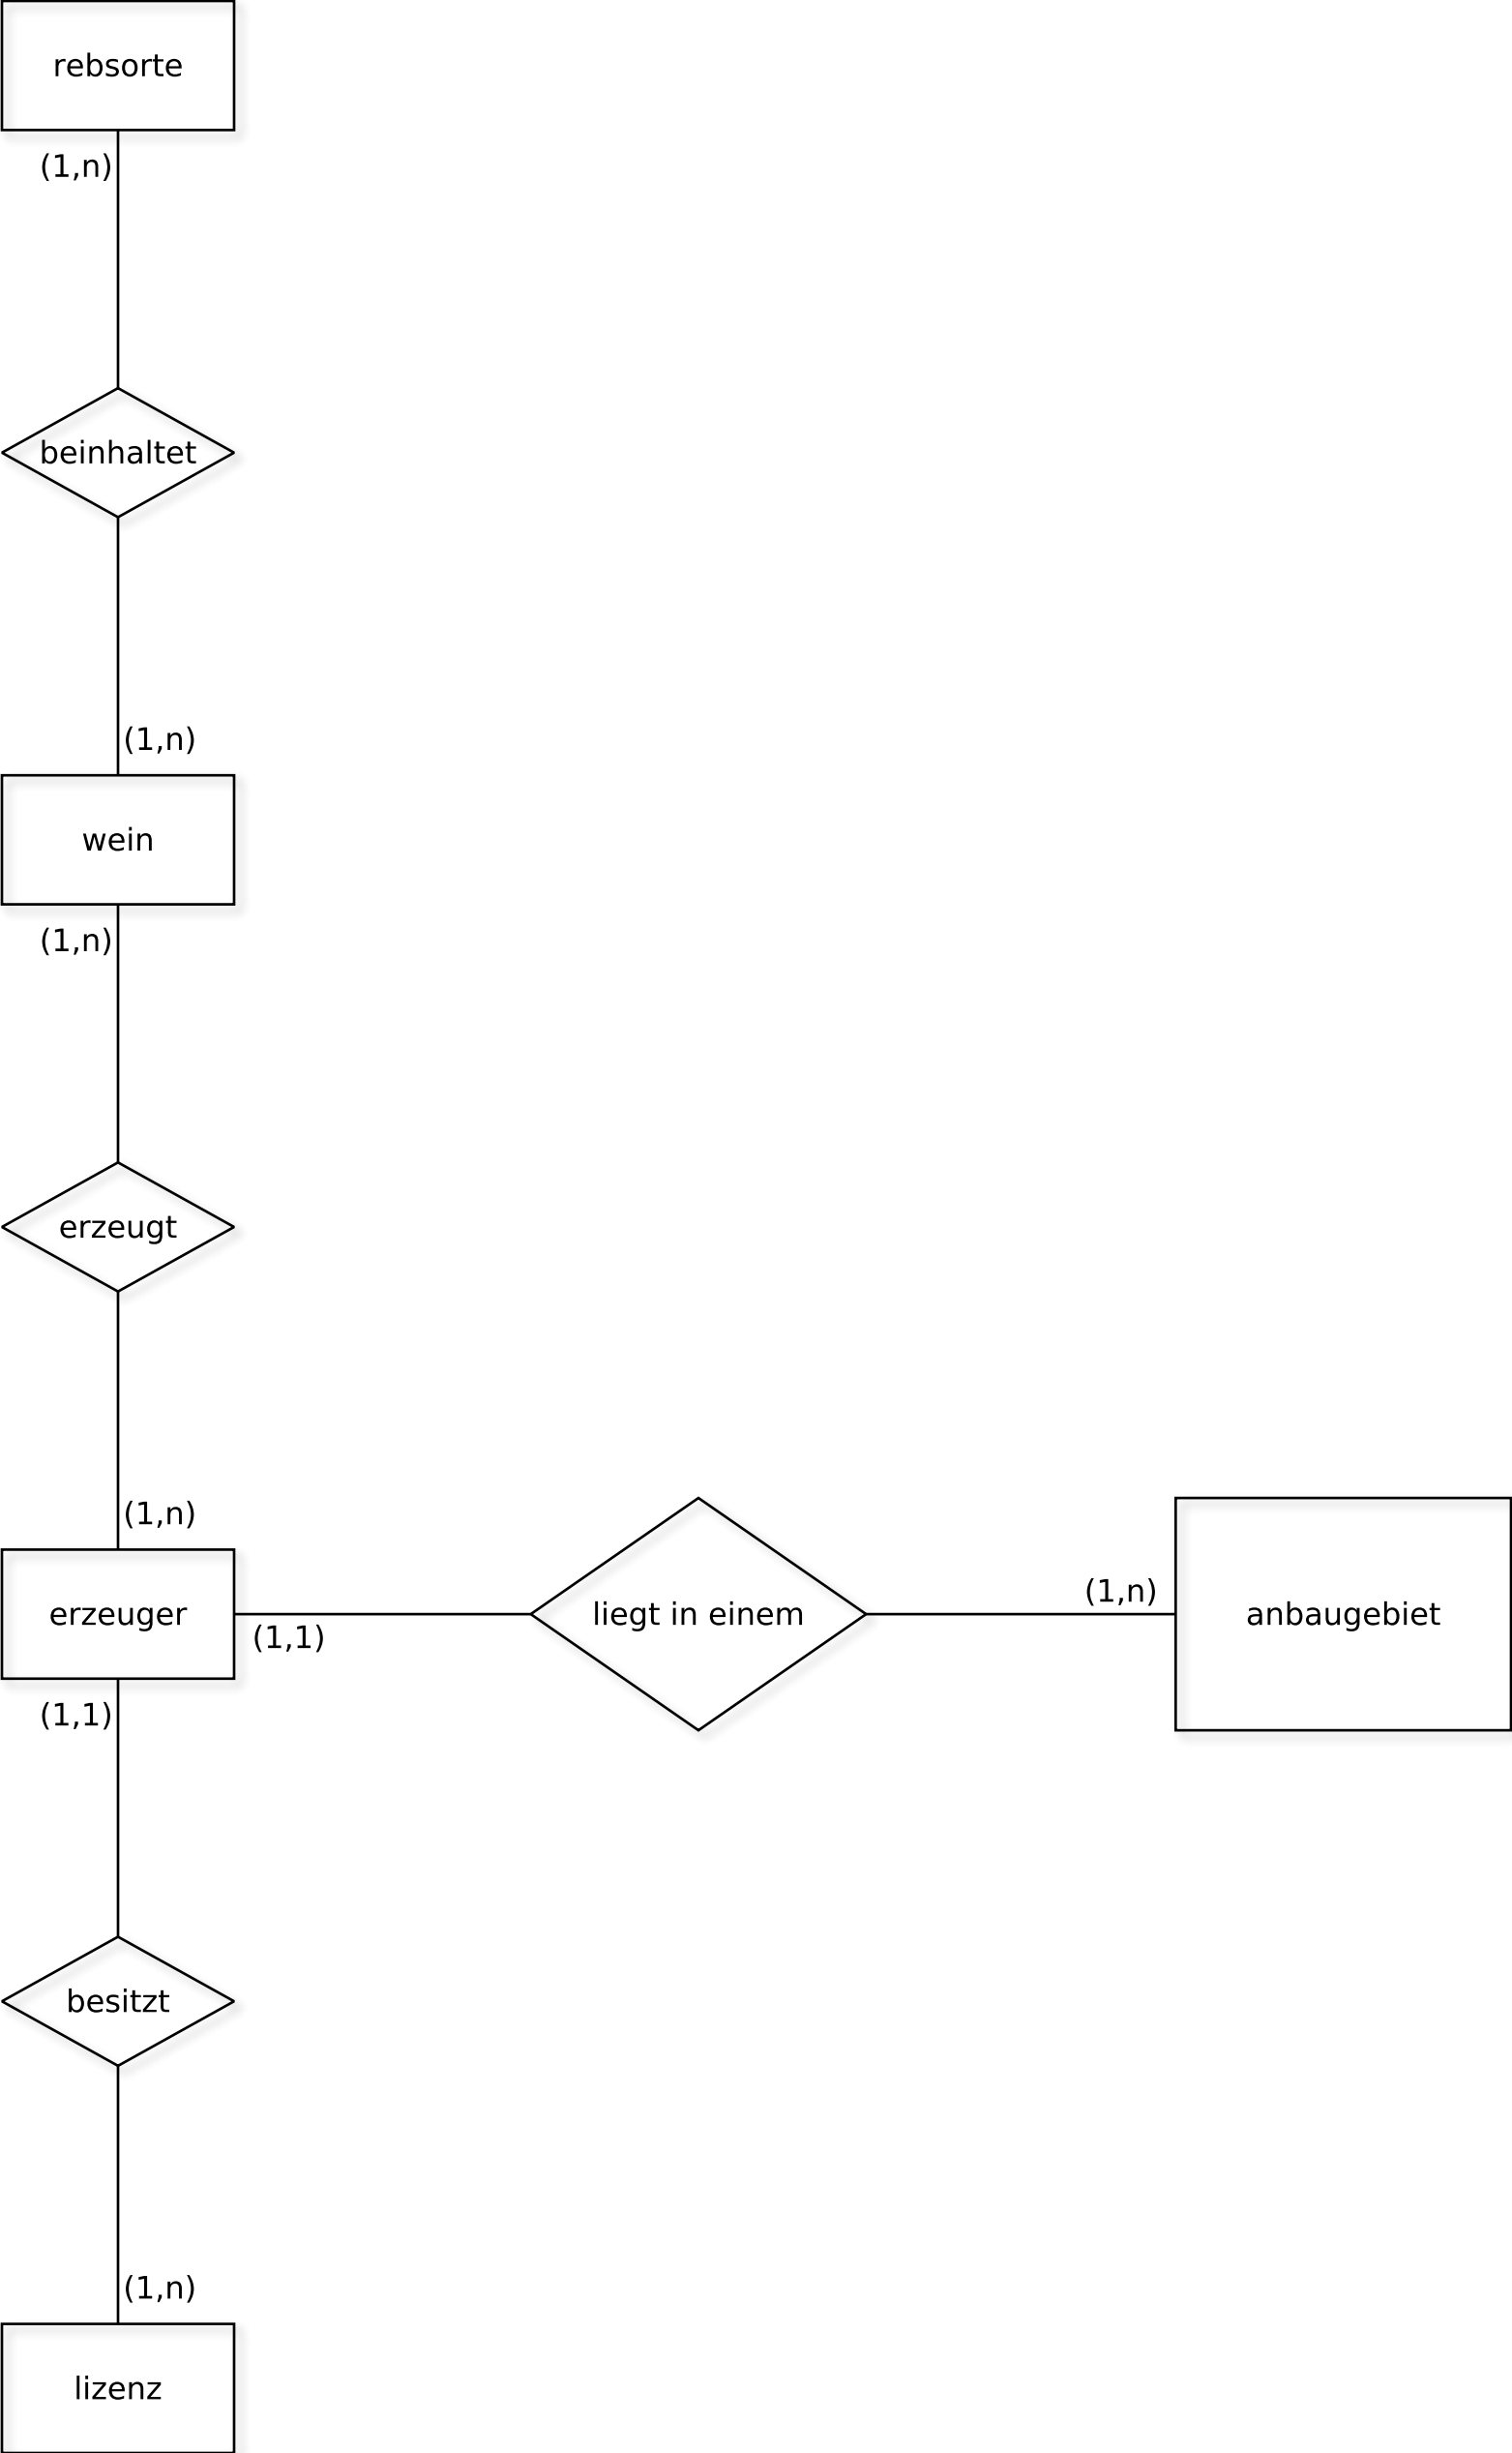 rebsorte
(1,n)
beinhaltet
(1,n)
wein
(1,n)
erzeugt
(1,n)
erzeuger
(1,1)
liegt in einem
(1,n)
anbaugebiet
(1,1)
besitzt
(1,n)
lizenz